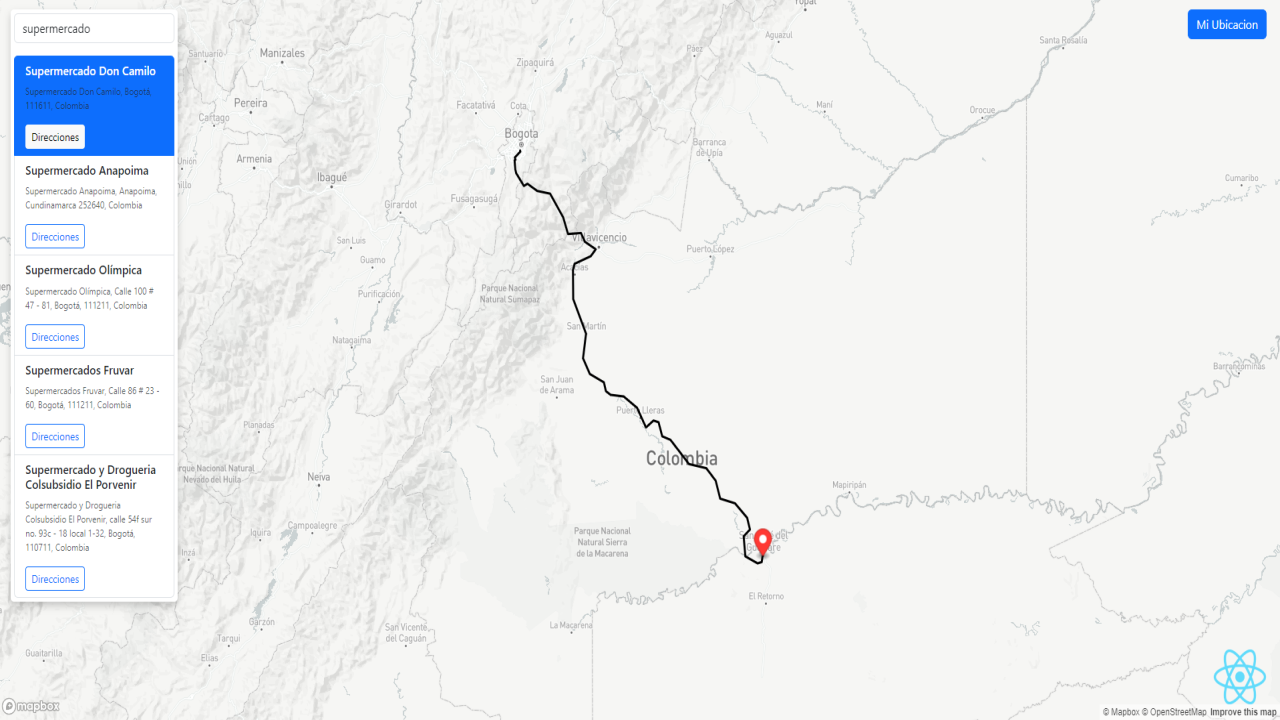 supermercado
Supermercado Don Camilo
Supermercado Don Camilo, Bogotá,
111611, Colombia
Direcciones
Supermercado Anapoima
Supermercado Anapoima, Anapoima,
Cundinamarca 252640, Colombia
Direcciones
Supermercado Olímpica
Supermercado Olímpica, Calle 100 #
47 - 81, Bogotá, 111211, Colombia
Direcciones
Supermercados Fruvar
Supermercados Fruvar, Calle 86 # 23 -
60, Bogotá, 111211, Colombia
Direcciones
Supermercado y Drogueria
Colsubsidio El Porvenir
Supermercado y Drogueria
Colsubsidio El Porvenir, calle 54f sur
no. 93c - 18 local 1-32, Bogotá,
110711, Colombia
Direcciones
Mi Ubicacion
Yopal
Aguazul
Santa Rosalía
Santuario
Manizales
Páez
Zipaquirá
Pereira
Cartago
Facatativá
Cota
Maní
Orocue
Bogota
Armenia
Barranca
de Upía
Ibagué
Cumaribo
Girardot
Fusagasugá
San Luis
Villavicencio
Puerto López
Guamo
Acacias
Purificación
Parque Nacional
Natural Sumapaz
San Martín
Natagaima
Barrancominas
San Juan
de Arama
Puerto Lleras
Planadas
Colombia
Parque Nacional Natural
Nevado del Huila
Neiva
Mapiripán
Campoalegre
Iquira
Parque Nacional
Natural Sierra
de la Macarena
San José del
Guaviare
Inzá
El Retorno
Garzón
La Macarena
San Vicente
del Caguán
Tarqui
Guaitarilla
Elias
mapbox
© Mapbox © OpenStreetMap Improve this map